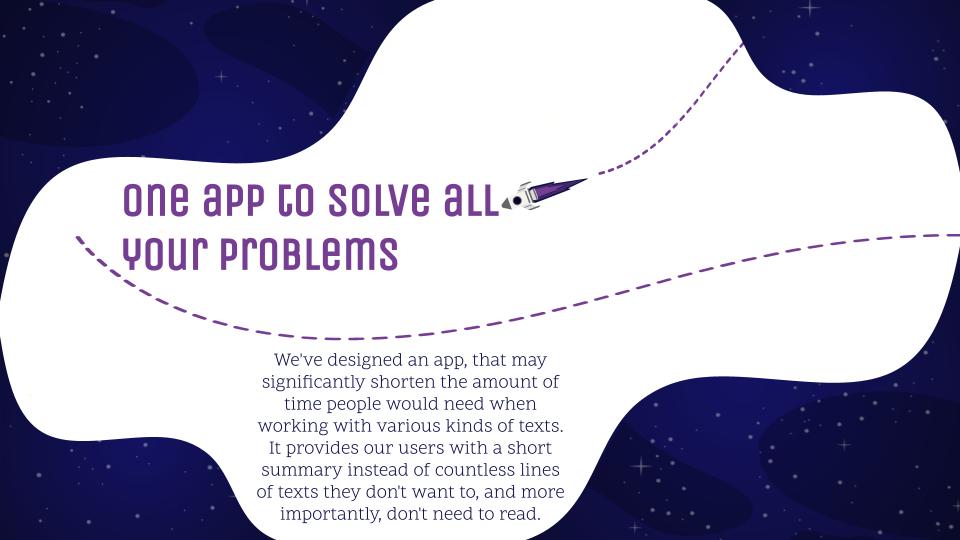 One app to solve all
your problems
We've designed an app, that may
significantly shorten the amount of
time people would need when
working with various kinds of texts.
It provides our users with a short
summary instead of countless lines
of texts they don't want to, and more
importantly, don't need to read.